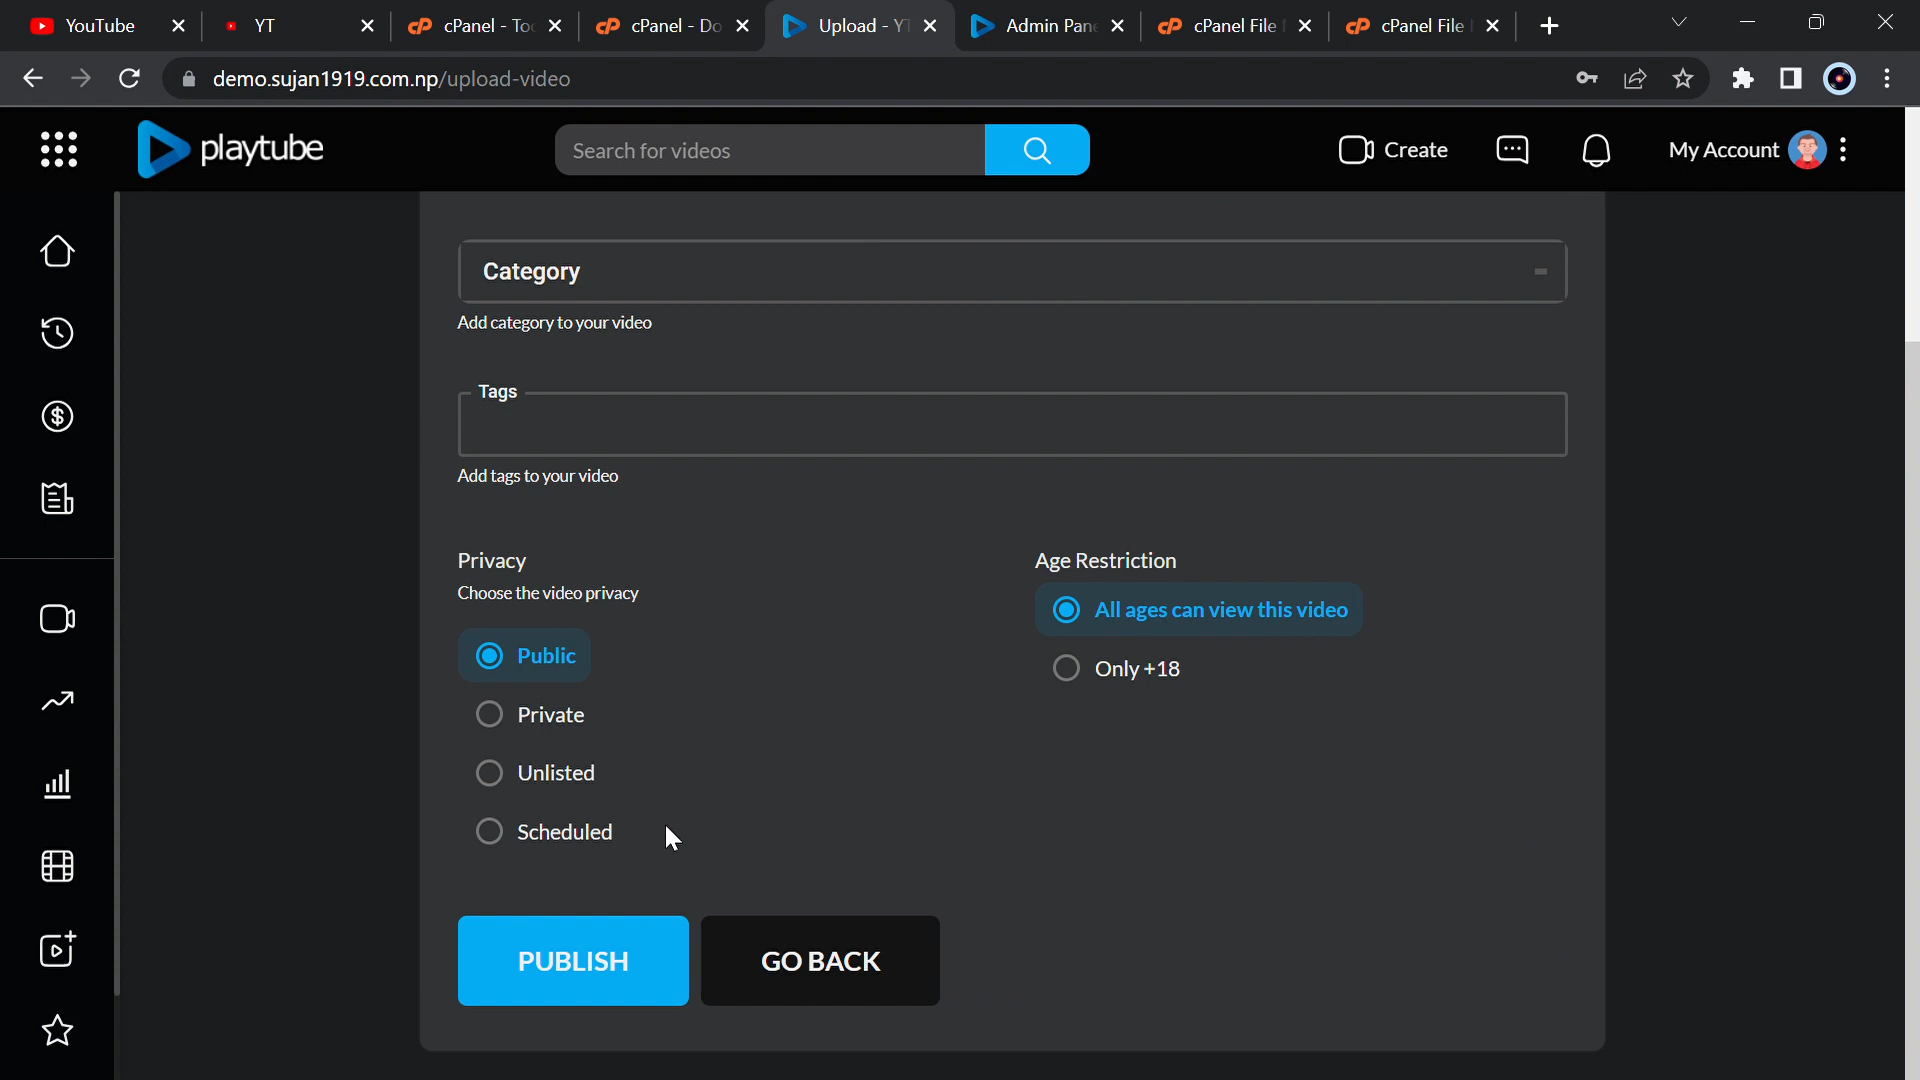 YouTube
YT
cPanel - To
cPanel - Do
Upload - Y
Admin Pane
cPanel File
cPanel File
demo.sujan1919.com.np/upload-video
playtube
Search for videos
Create
My Account
Category
Add category to your video
Tags
Add tags to your video
Privacy
Choose the video privacy
Public
Private
Unlisted
Scheduled
Age Restriction
All ages can view this video
Only +18
PUBLISH
GO BACK